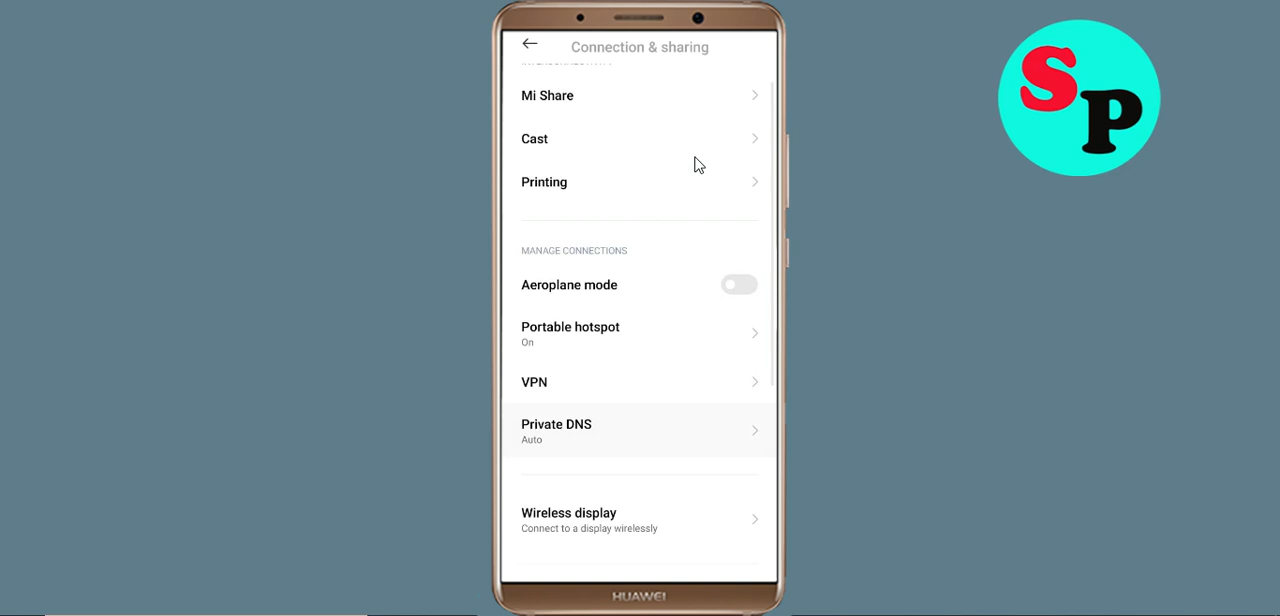 Connection & sharing
Mi Share
Cast
Printing
MANAGE CONNECTIONS
Aeroplane mode
Portable hotspot
On
VPN
Private DNS
Auto
Wireless display
Connect to a display wirelessly
HUAWEI
SP